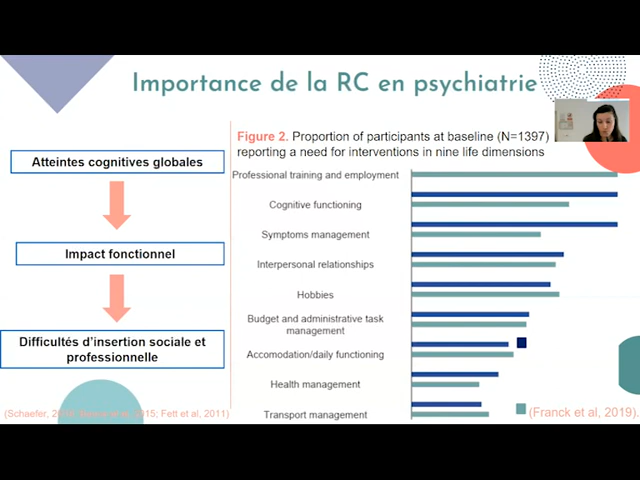 Importance de la RC en psychiatrie
Atteintes cognitives globales
Impact fonctionnel
Difficultés d'insertion sociale et
professionnelle
(Schaefer, 2015; Fett et al, 2011)
Figure 2. Proportion of participants at baseline (N=1397)
reporting a need for interventions in nine life dimensions
Professional training and employment
Cognitive functioning
Symptoms management
Interpersonal relationships
Hobbies
Budget and administrative task
management
Accomodation/daily functioning
Health management
Transport management
(Franck et al, 2019).